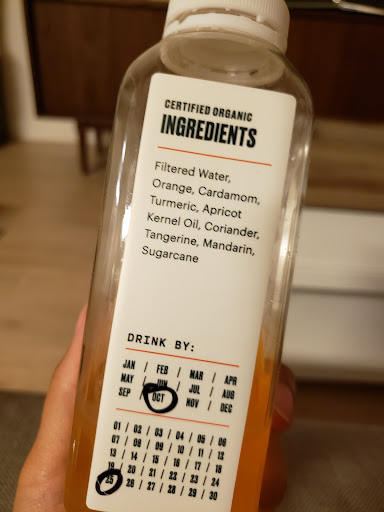 CERTIFIED ORGANIC
INGREDIENTS
Filtered Water,
Orange, Cardamom,
Turmeric, Apricot
Kernel Oil, Coriander,
Tangerine, Mandarin,
Sugarcane
DRINK BY:
JAN / FEB / MAR / APR
MAY / JUN / JUL / AUG
SEP / OCT / NOV / DEC
01 / 02 / 03 / 04 / 05 / 06
07 / 08 / 09 / 10 / 11 / 12
13 / 14 / 15 / 16 / 17 / 18
19 / 20 / 21 / 22 / 23 / 24
25 / 26 / 27 / 28 / 29 / 30